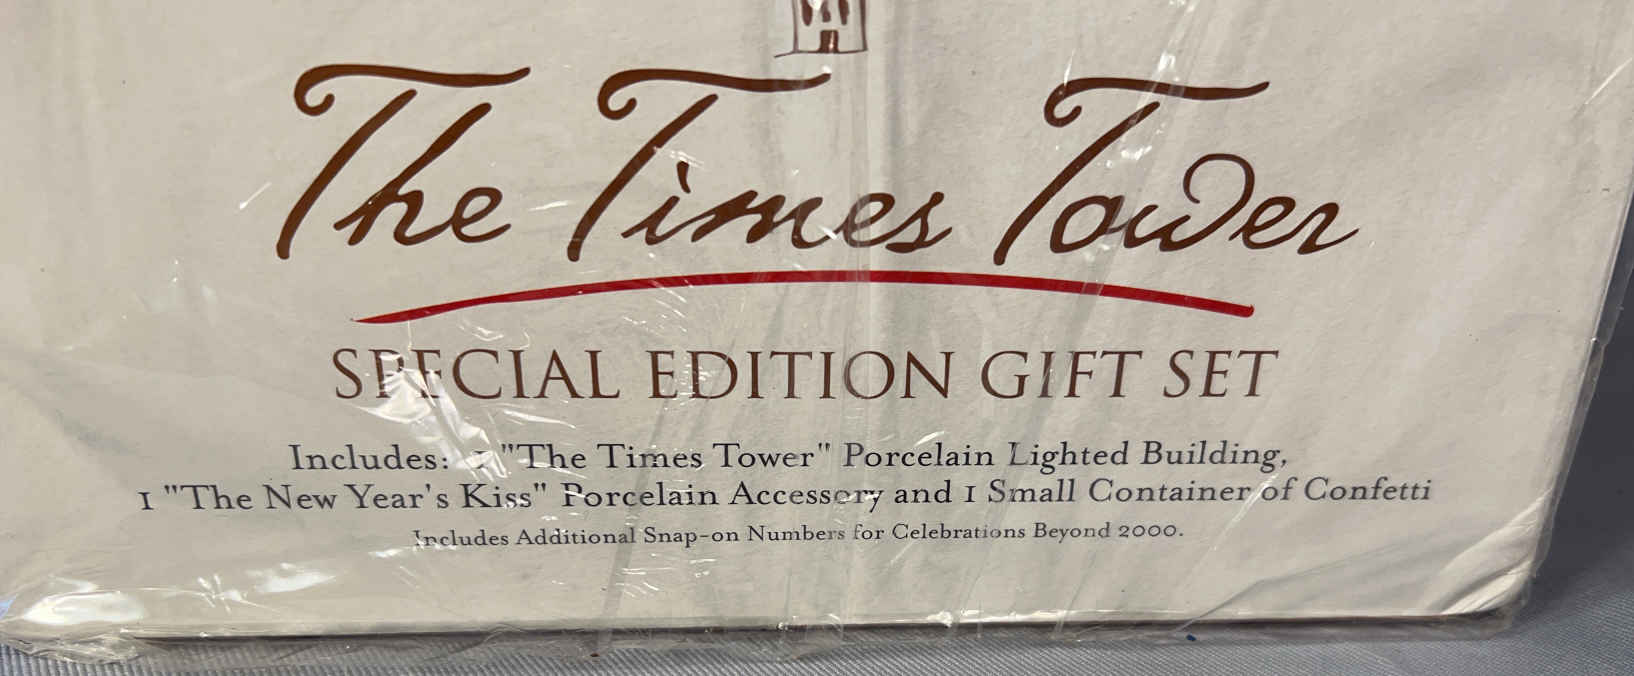 The Times Tower
SPECIAL EDITION GIFT SET
Includes: 1 "The Times Tower" Porcelain Lighted Building,
1 "The New Year's Kiss" Porcelain Accessory and 1 Small Container of Confetti
Includes Additional Snap-on Numbers for Celebrations Beyond 2000.